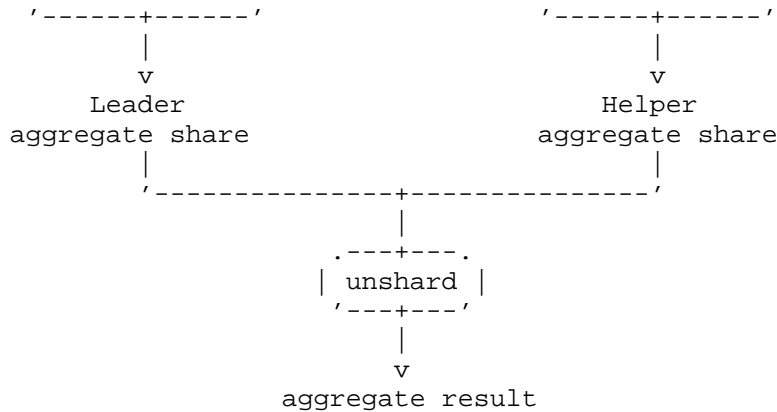 '------+------'                    '------+------'
|                                  |
v                                  v
Leader                             Helper
aggregate share                    aggregate share
|                                  |
'----------------+----------------'
|
.---+---.
| unshard |
'---+---'
|
v
aggregate result